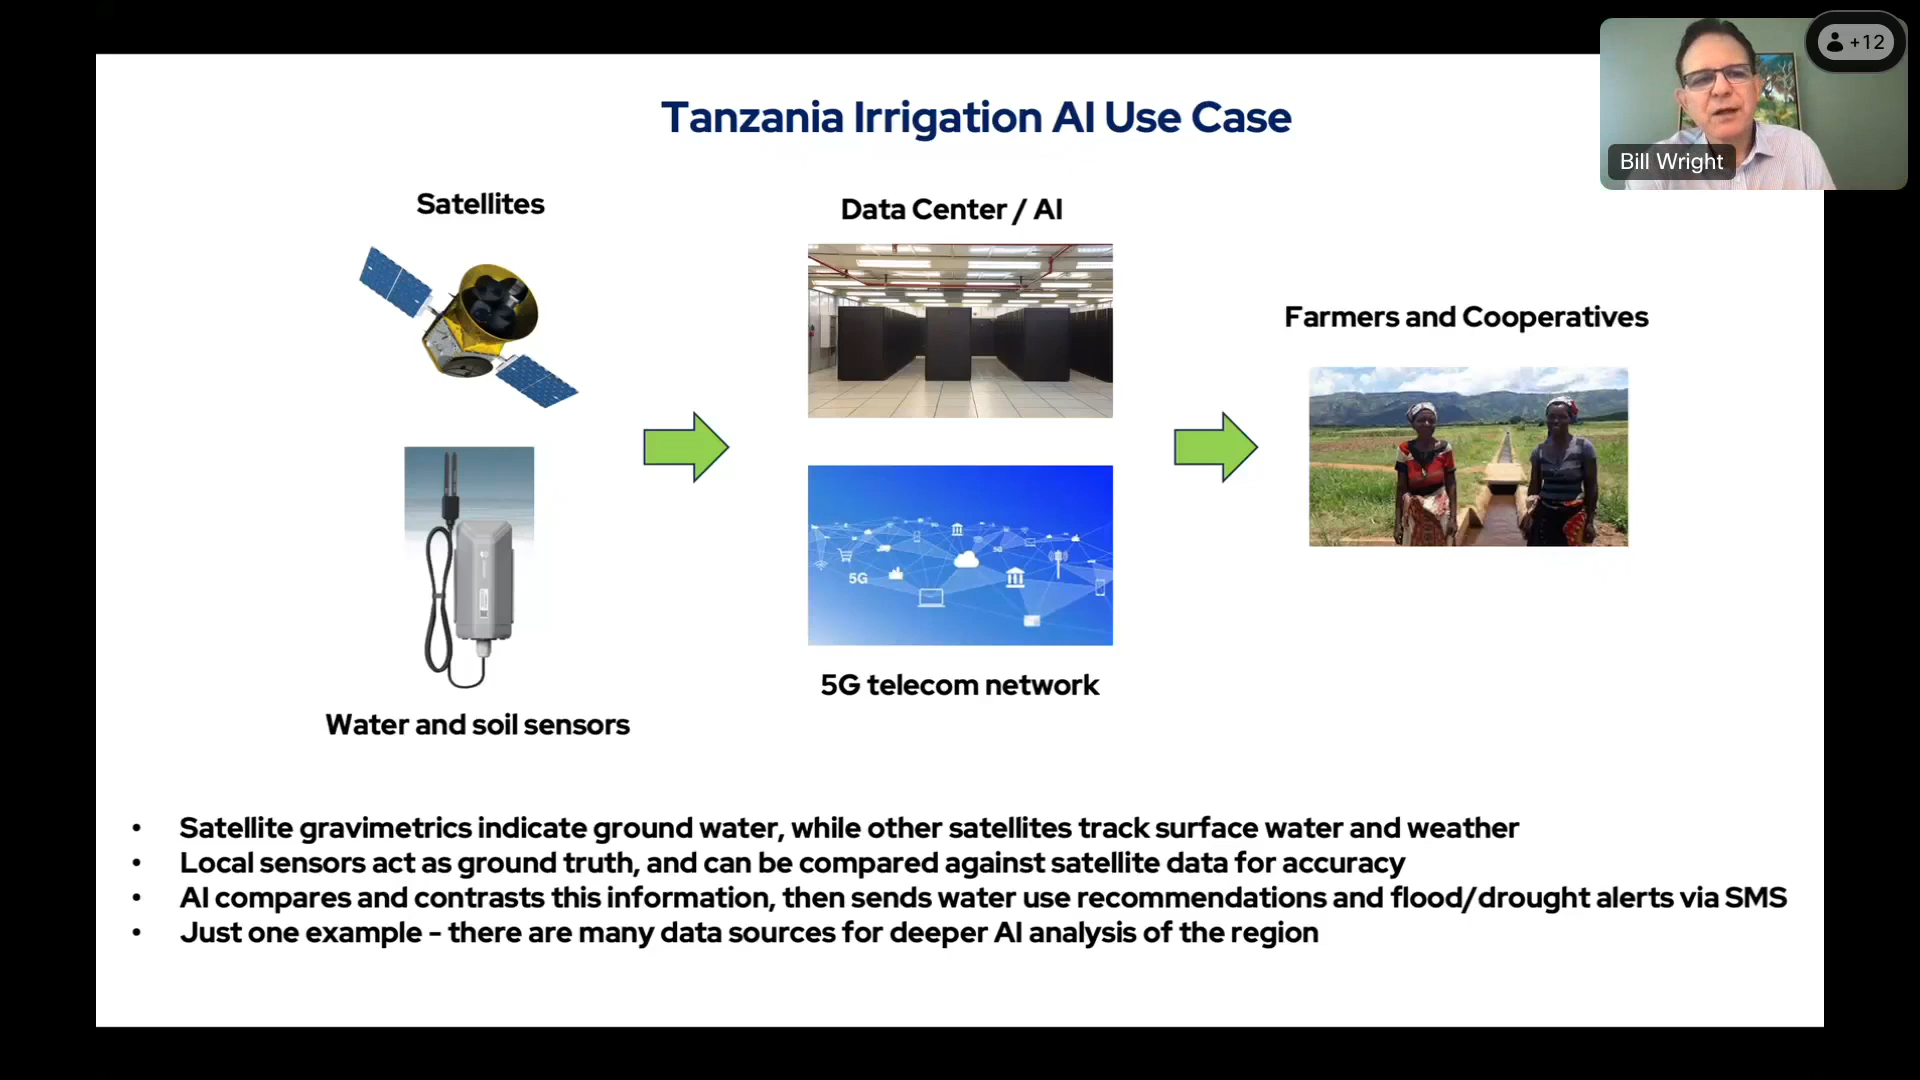 +12
Bill Wright
Tanzania Irrigation AI Use Case
Satellites
Data Center / AI
Farmers and Cooperatives
5G
5G
5G telecom network
Water and soil sensors
• Satellite gravimetrics indicate ground water, while other satellites track surface water and weather
• Local sensors act as ground truth, and can be compared against satellite data for accuracy
• AI compares and contrasts this information, then sends water use recommendations and flood/drought alerts via SMS
• Just one example - there are many data sources for deeper AI analysis of the region